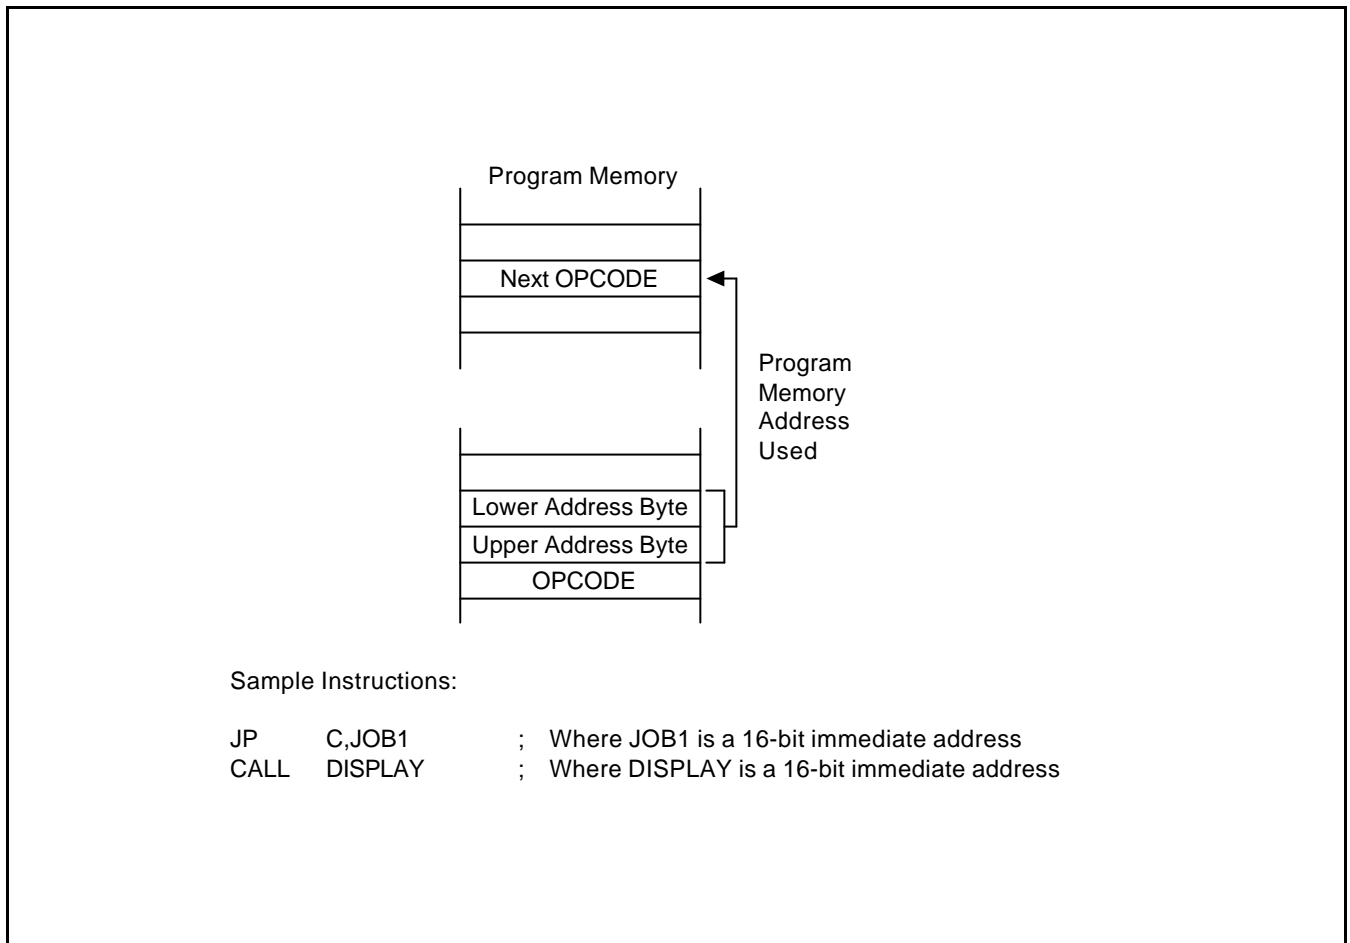 Program Memory
Next OPCODE
Program
Memory
Address
Used
Lower Address Byte
Upper Address Byte
OPCODE
Sample Instructions:
JP C,JOB1 ; Where JOB1 is a 16-bit immediate address
CALL DISPLAY ; Where DISPLAY is a 16-bit immediate address